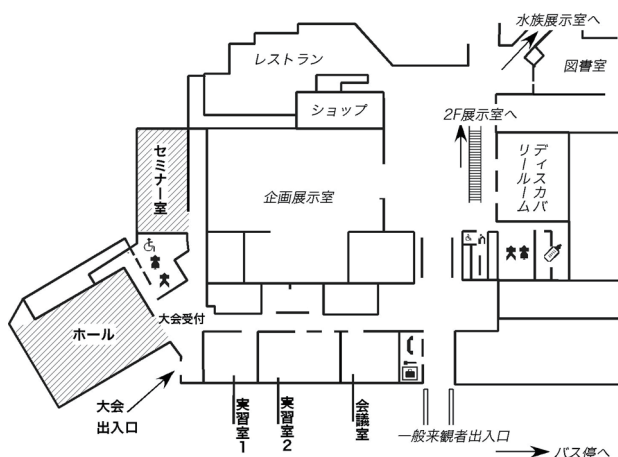 水族展示室へ
レストラン
図書室
ショップ
2F展示室へ
セミナー室
企画展示室
ディスカバ
リールーム
大会受付
ホール
大会
出入口
実習室1
実習室2
会議室
一般来観者出入口
バス停へ